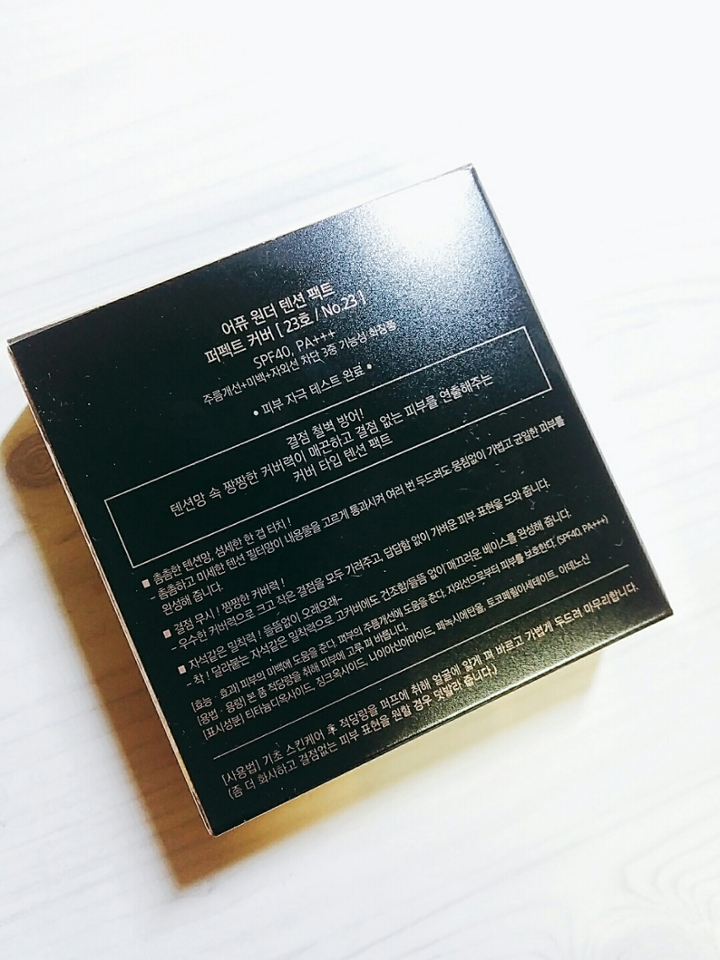 어퓨 원더 텐션 팩트
퍼펙트 커버 [ 23호 / No.23 ]
SPF40, PA+++
주름개선+미백+자외선 차단 3중 기능성 화장품
• 피부 자극 테스트 완료 •
결점 철벽 방어!
텐션망 속 짱짱한 커버력이 매끈하고 결점 없는 피부를 연출해주는
커버 타입 텐션 팩트
■ 촘촘한 텐션망, 섬세한 한 겹 터치 !
- 촘촘하고 미세한 텐션 필터망이 내용물을 고르게 통과시켜 여러 번 두드려도 뭉침없이 가볍고 균일한 피부를
완성해 줍니다.
■ 결점 무시 ! 짱짱한 커버력 !
- 우수한 커버력으로 크고 작은 결점을 모두 가려주고, 답답함 없이 가벼운 피부 표현을 도와 줍니다.
■ 자석같은 밀착력 ! 들뜸없이 오래오래~
- 착 ! 달라붙는 자석같은 밀착력으로 고커버에도 건조함/들뜸 없이 매끄러운 베이스를 완성해 줍니다.
[효능 · 효과] 피부의 미백에 도움을 준다. 피부의 주름개선에 도움을 준다. 자외선으로부터 피부를 보호한다. (SPF40, PA+++)
[용법 · 용량] 본 품 적당량을 취해 피부에 고루 펴 바릅니다.
[표시성분] 티타늄디옥사이드, 징크옥사이드, 나이아신아마이드, 페녹시에탄올, 토코페릴아세테이트, 아데노신
[사용법] 기초 스킨케어 후 적당량을 퍼프에 취해 얼굴에 얇게 펴 바르고 가볍게 두드려 마무리합니다.
(좀 더 화사하고 결점없는 피부 표현을 원할 경우 덧발라 줍니다.)